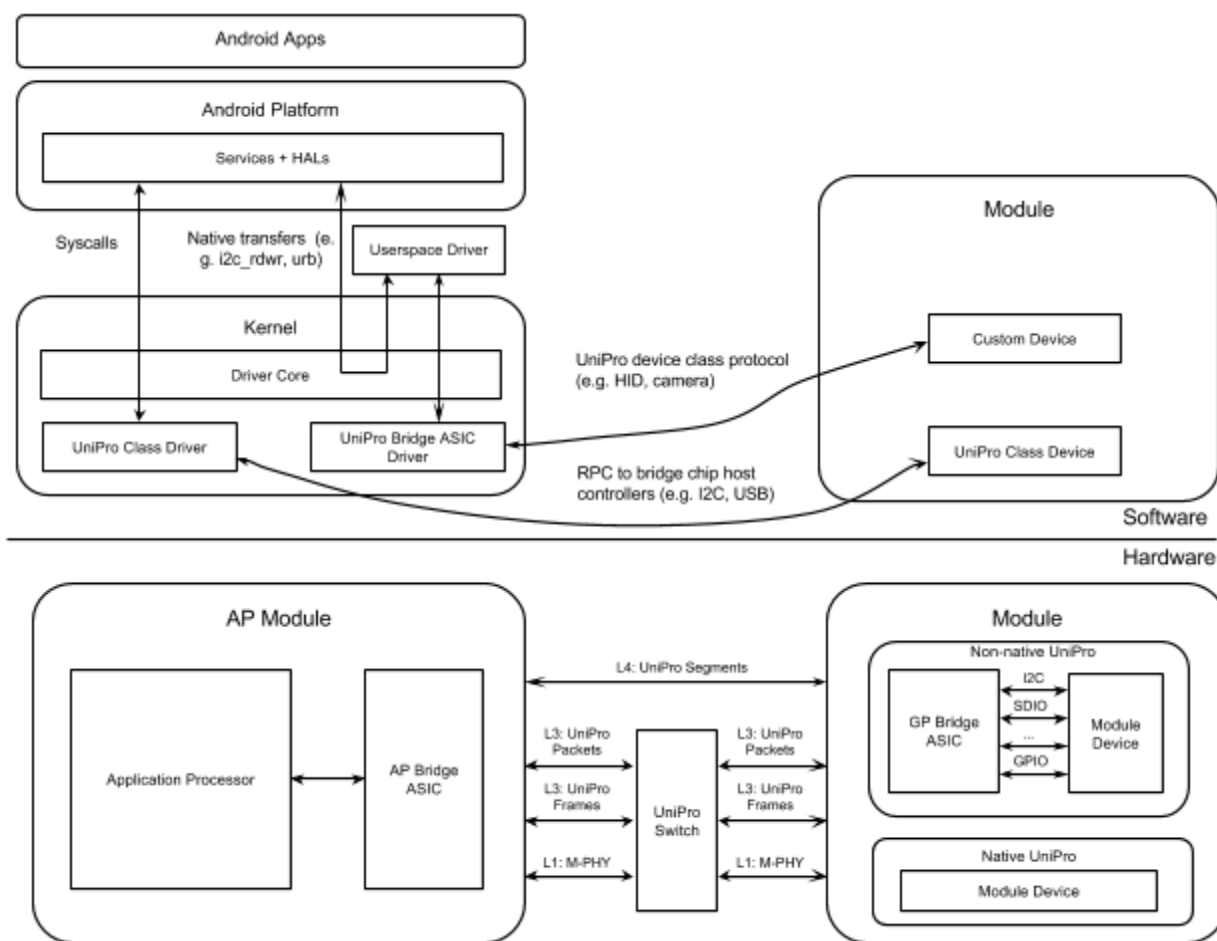 Android Apps
Android Platform
Services + HALs
Syscalls
Native transfers (e.
g. i2c_rdwr, urb)
Userspace Driver
Kernel
Driver Core
UniPro Class Driver
UniPro Bridge ASIC
Driver
UniPro device class protocol
(e.g. HID, camera)
RPC to bridge chip host
controllers (e.g. I2C, USB)
Module
Custom Device
UniPro Class Device
Software
Hardware
AP Module
Application Processor
AP Bridge
ASIC
L4: UniPro Segments
L3: UniPro
Packets
L3: UniPro
Frames
L1: M-PHY
UniPro
Switch
L3: UniPro
Packets
L3: UniPro
Frames
L1: M-PHY
Module
Non-native UniPro
GP Bridge
ASIC
I2C
SDIO
...
GPIO
Module
Device
Native UniPro
Module Device